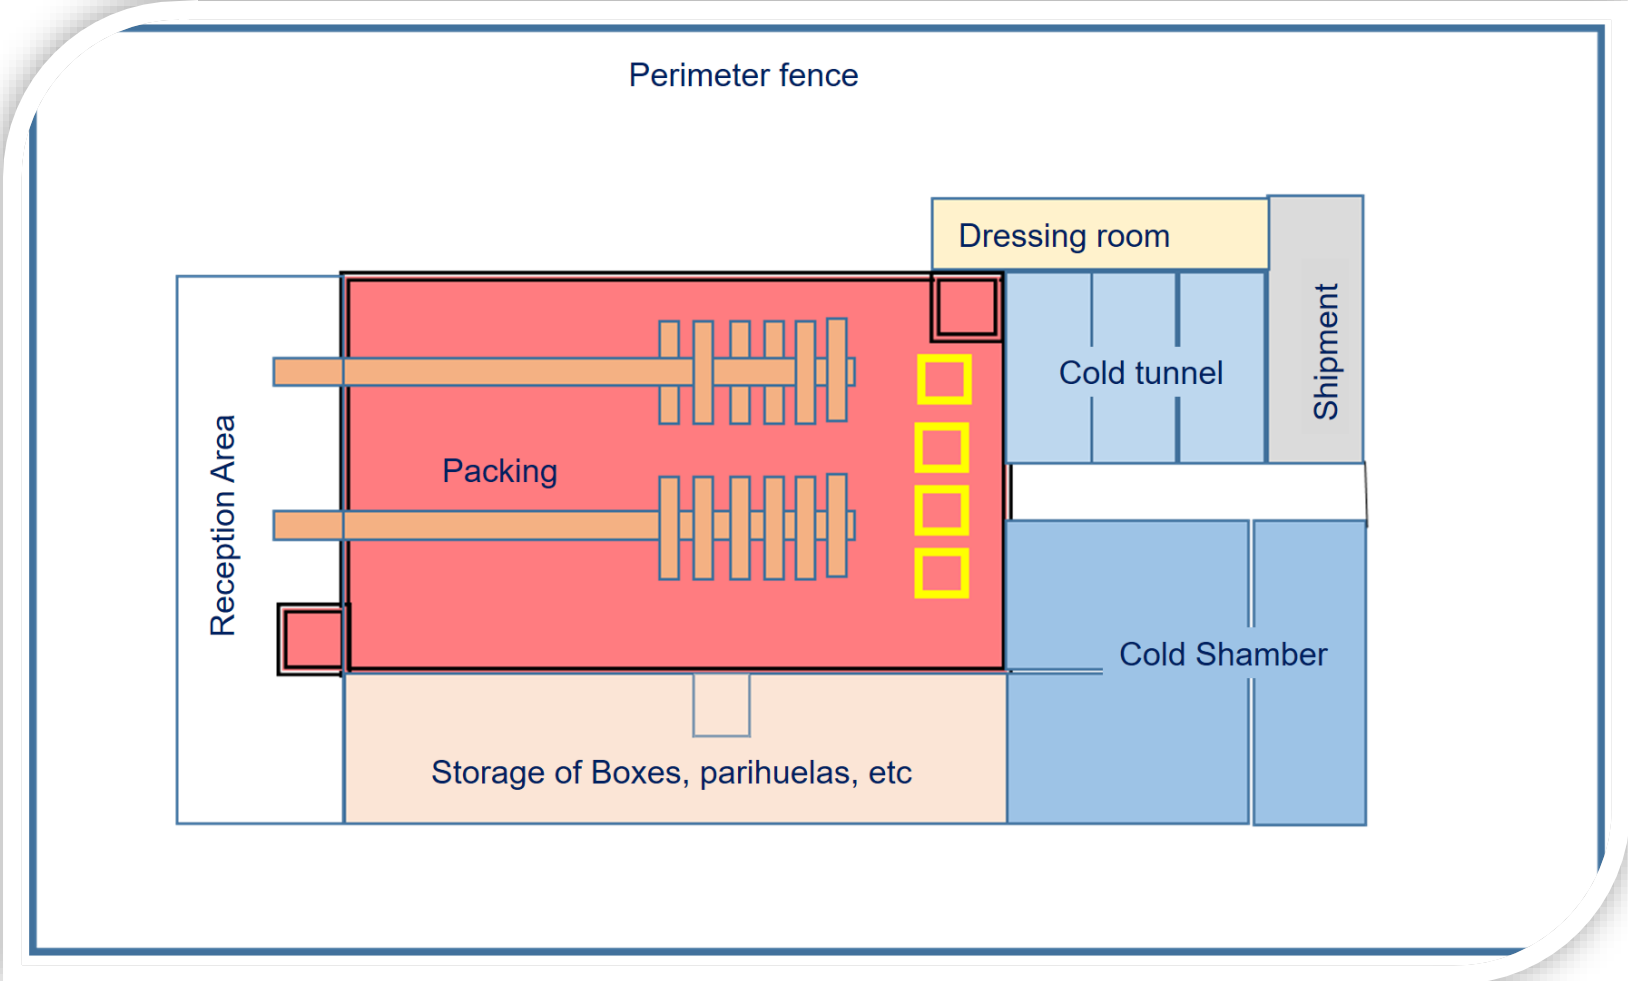 Perimeter fence
Dressing room
Shipment
Cold tunnel
Reception Area
Packing
Cold Shamber
Storage of Boxes, parihuelas, etc